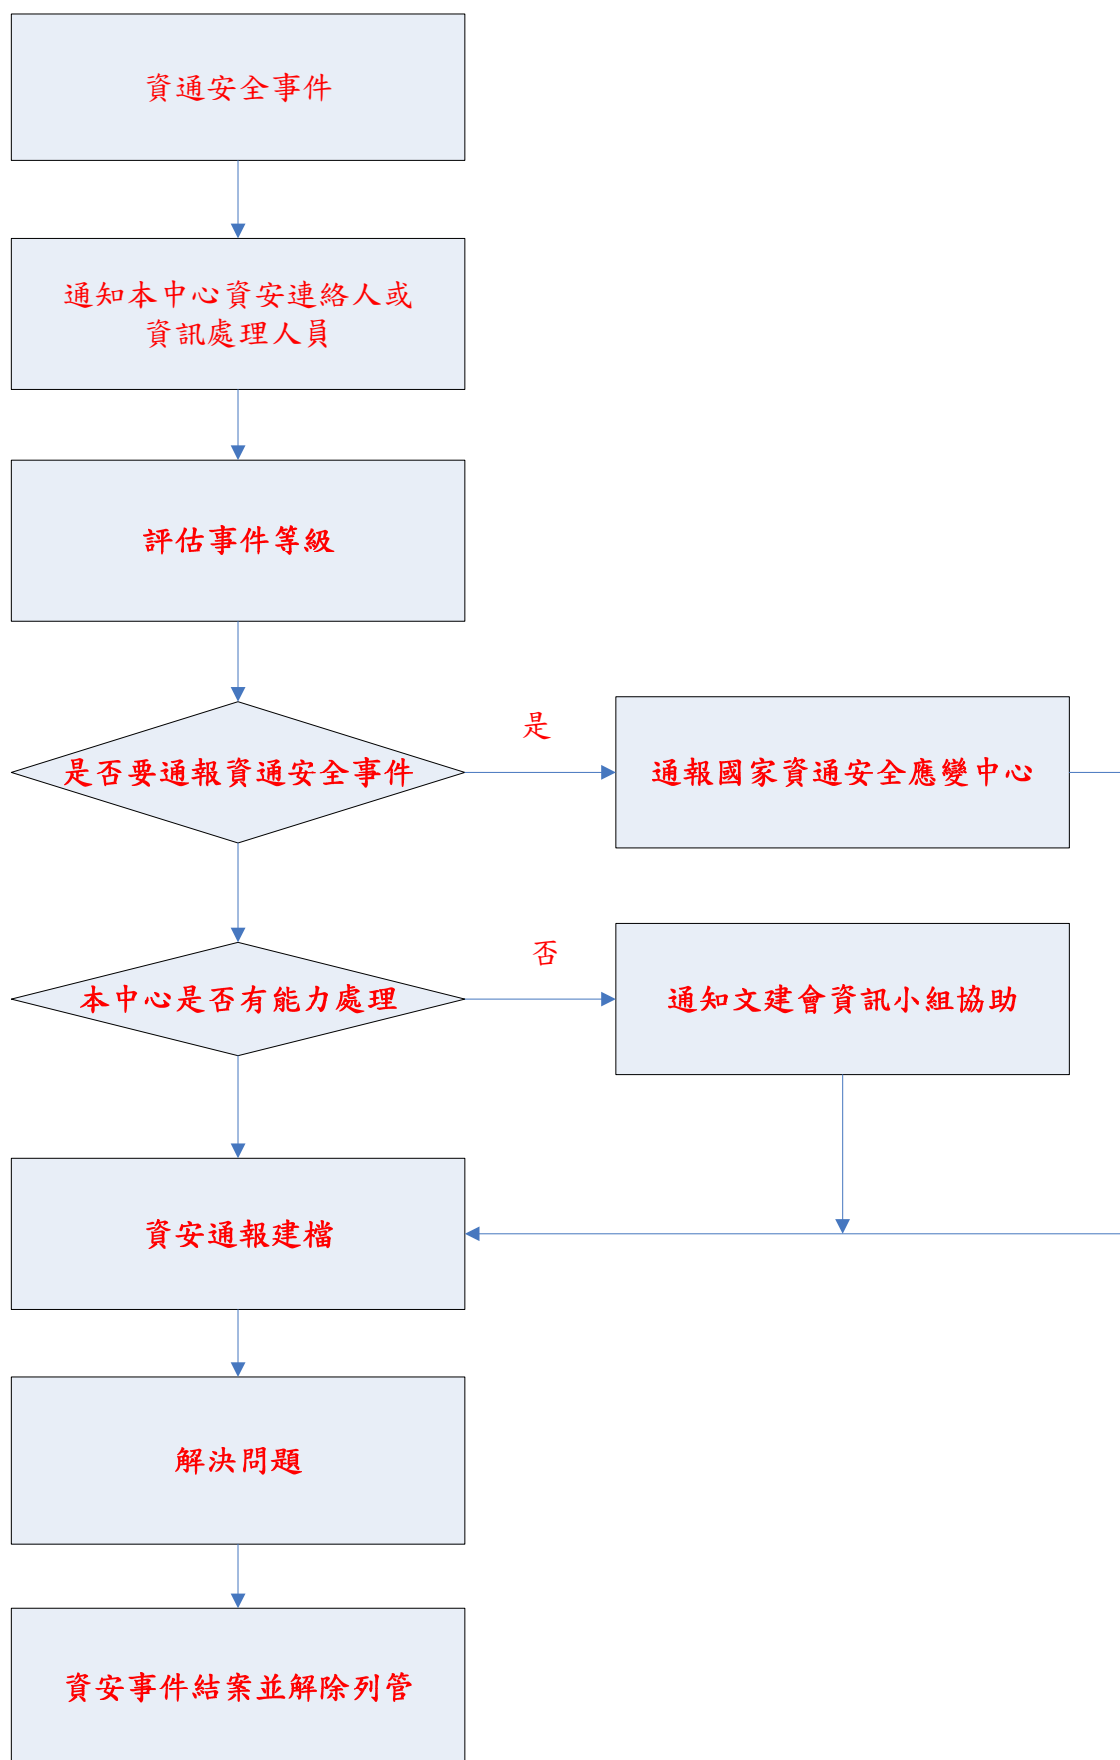 資通安全事件
通知本中心資安連絡人或
資訊處理人員
評估事件等級
是否要通報資通安全事件
是
通報國家資通安全應變中心
本中心是否有能力處理
否
通知文建會資訊小組協助
資安通報建檔
解決問題
資安事件結案並解除列管